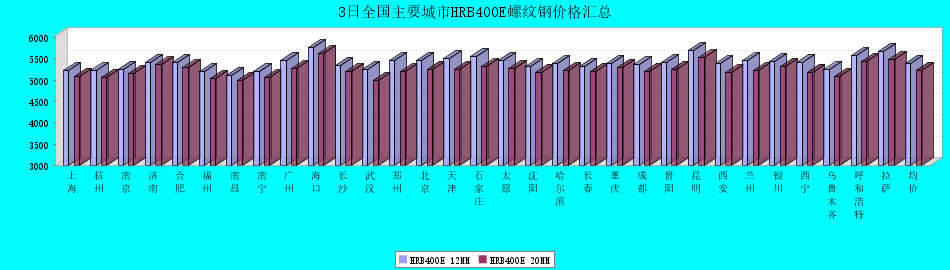 3日全国主要城市HRB400E螺纹钢价格汇总
6000
5500
5000
4500
4000
3500
3000
上海
杭州
南京
济南
合肥
福州
南昌
南宁
广州
海口
长沙
武汉
郑州
北京
天津
石家庄
太原
沈阳
哈尔滨
长春
重庆
成都
贵阳
昆明
西安
兰州
银川
西宁
乌鲁木齐
呼和浩特
拉萨
均价
HRB400E 12MM
HRB400E 20MM